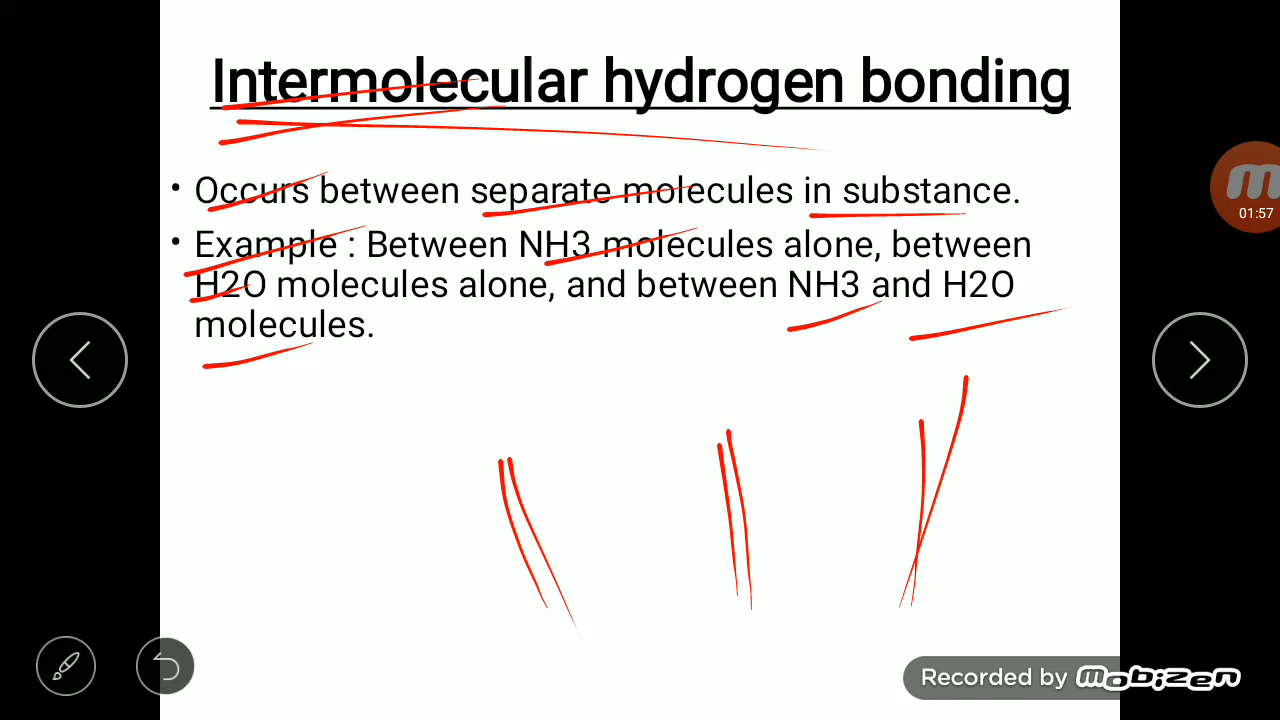 Intermolecular hydrogen bonding
• Occurs between separate molecules in substance.
• Example : Between NH3 molecules alone, between
H2O molecules alone, and between NH3 and H2O
molecules.
01:57
Recorded by mobizen